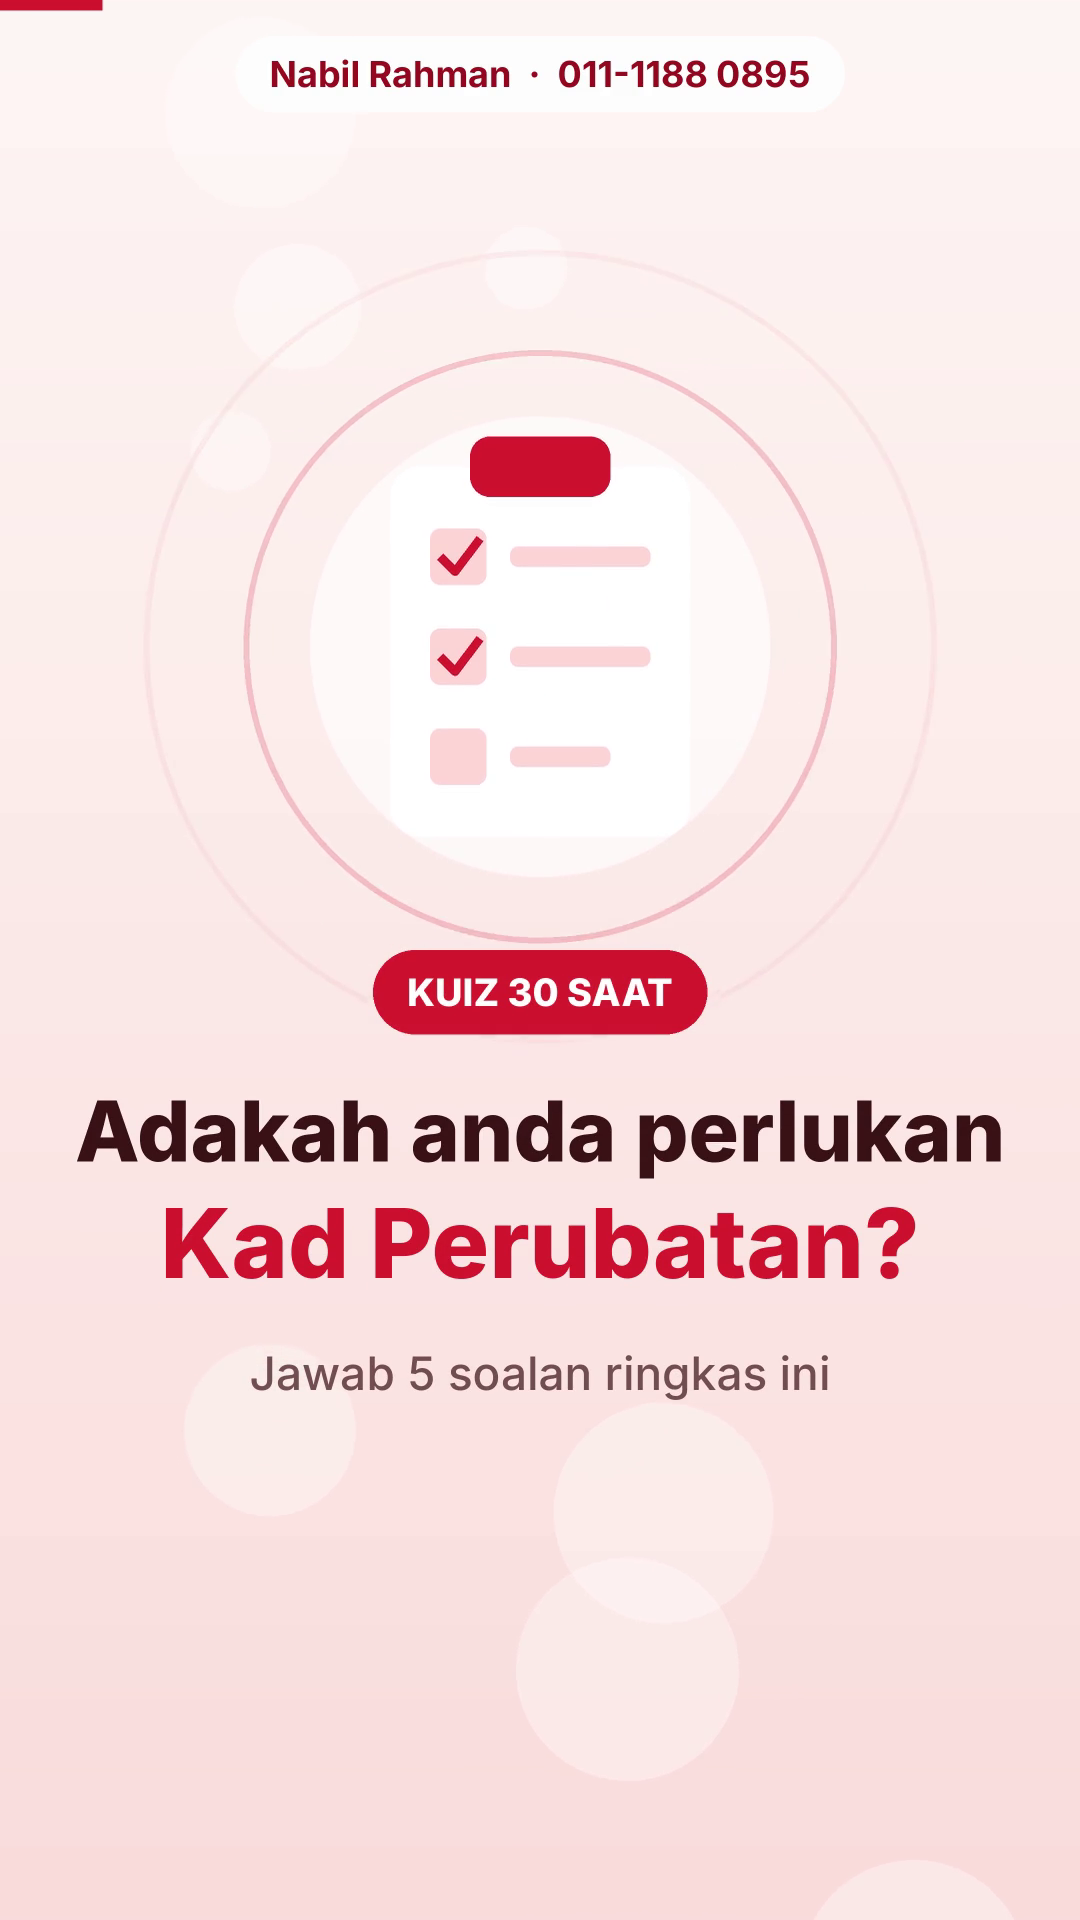 Nabil Rahman · 011-1188 0895
KUIZ 30 SAAT
Adakah anda perlukan
Kad Perubatan?
Jawab 5 soalan ringkas ini